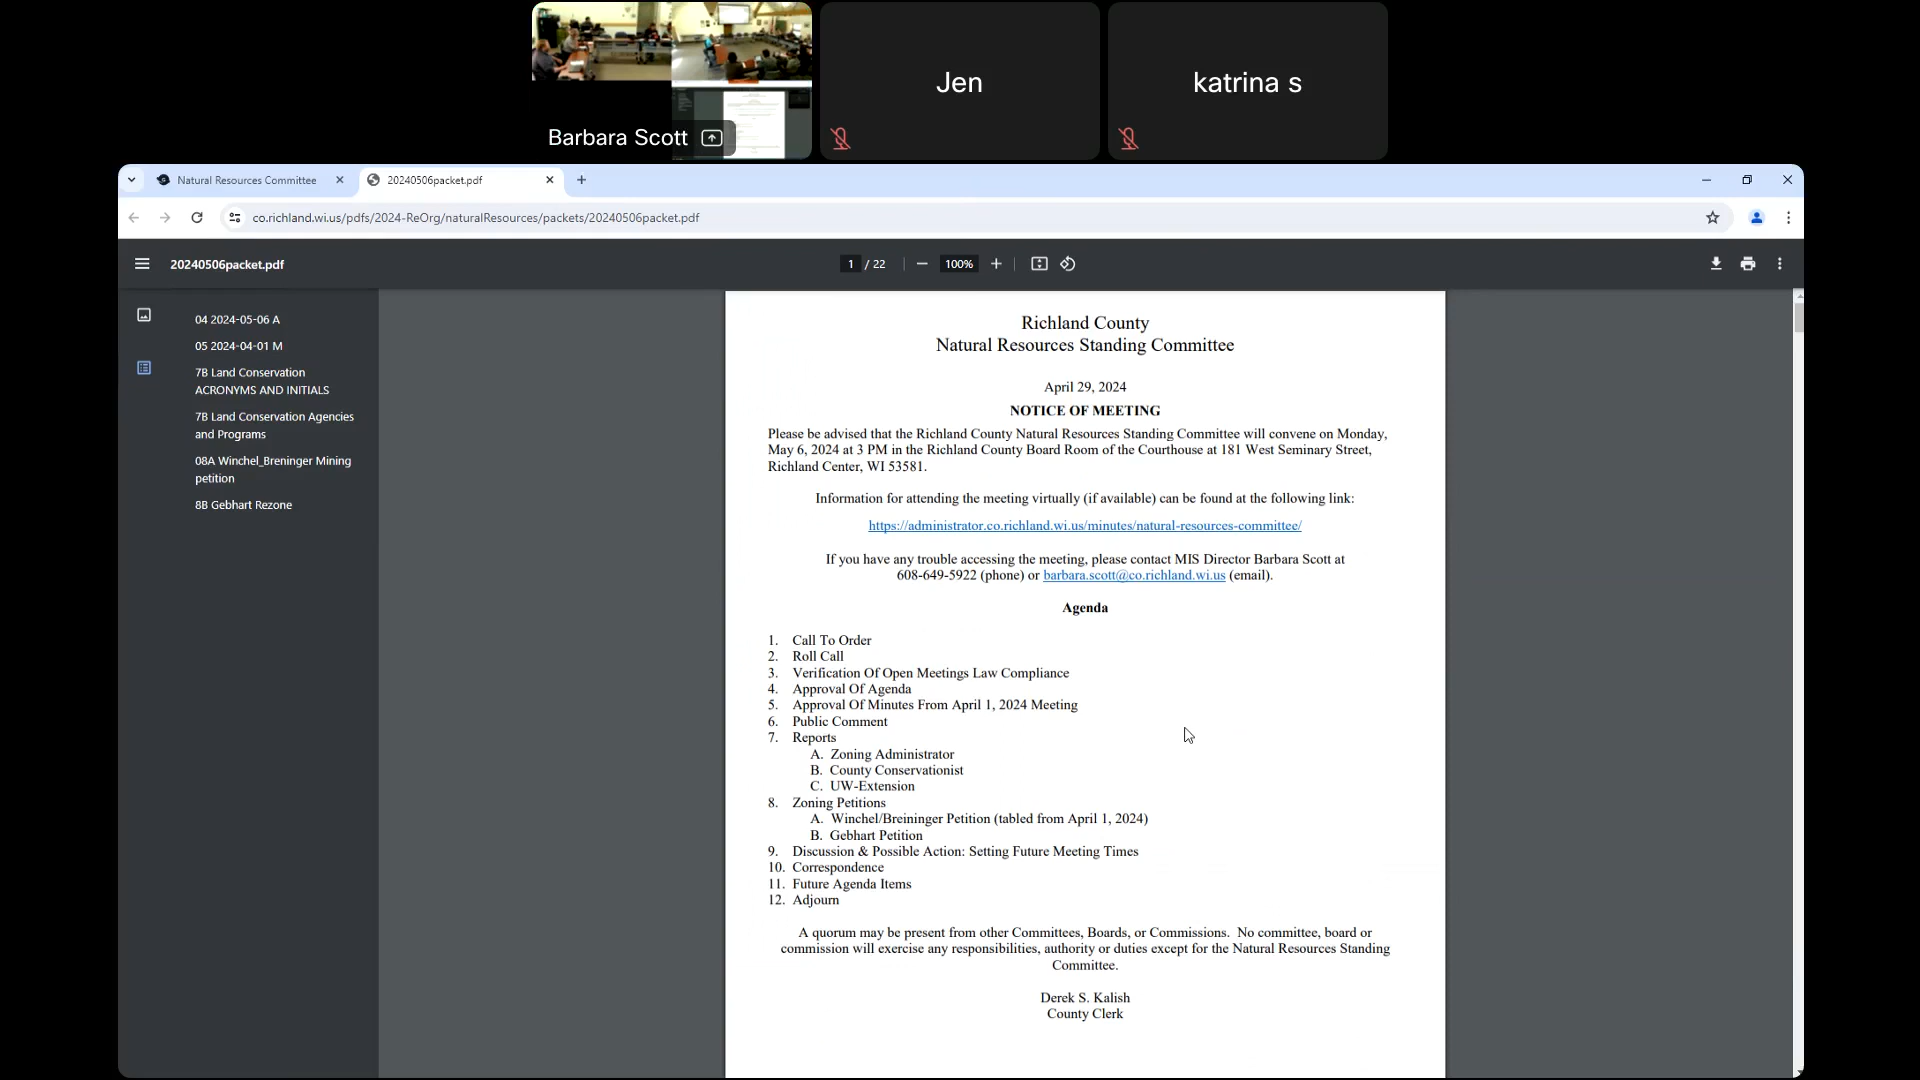 Jen
katrina s
Barbara Scott
Natural Resources Committee
20240506packet.pdf
co.richland.wi.us/pdfs/2024-ReOrg/naturalResources/packets/20240506packet.pdf
20240506packet.pdf
1 / 22
100%
04 2024-05-06 A
05 2024-04-01 M
7B Land Conservation
ACRONYMS AND INITIALS
7B Land Conservation Agencies
and Programs
08A Winchel_Breninger Mining
petition
8B Gebhart Rezone
Richland County
Natural Resources Standing Committee
April 29, 2024
NOTICE OF MEETING
Please be advised that the Richland County Natural Resources Standing Committee will convene on Monday,
May 6, 2024 at 3 PM in the Richland County Board Room of the Courthouse at 181 West Seminary Street,
Richland Center, WI 53581.
Information for attending the meeting virtually (if available) can be found at the following link:
https://administrator.co.richland.wi.us/minutes/natural-resources-committee/
If you have any trouble accessing the meeting, please contact MIS Director Barbara Scott at
608-649-5922 (phone) or barbara.scott@co.richland.wi.us (email).
Agenda
1. Call To Order
2. Roll Call
3. Verification Of Open Meetings Law Compliance
4. Approval Of Agenda
5. Approval Of Minutes From April 1, 2024 Meeting
6. Public Comment
7. Reports
A. Zoning Administrator
B. County Conservationist
C. UW-Extension
8. Zoning Petitions
A. Winchel/Breininger Petition (tabled from April 1, 2024)
B. Gebhart Petition
9. Discussion & Possible Action: Setting Future Meeting Times
10. Correspondence
11. Future Agenda Items
12. Adjourn
A quorum may be present from other Committees, Boards, or Commissions. No committee, board or
commission will exercise any responsibilities, authority or duties except for the Natural Resources Standing
Committee.
Derek S. Kalish
County Clerk